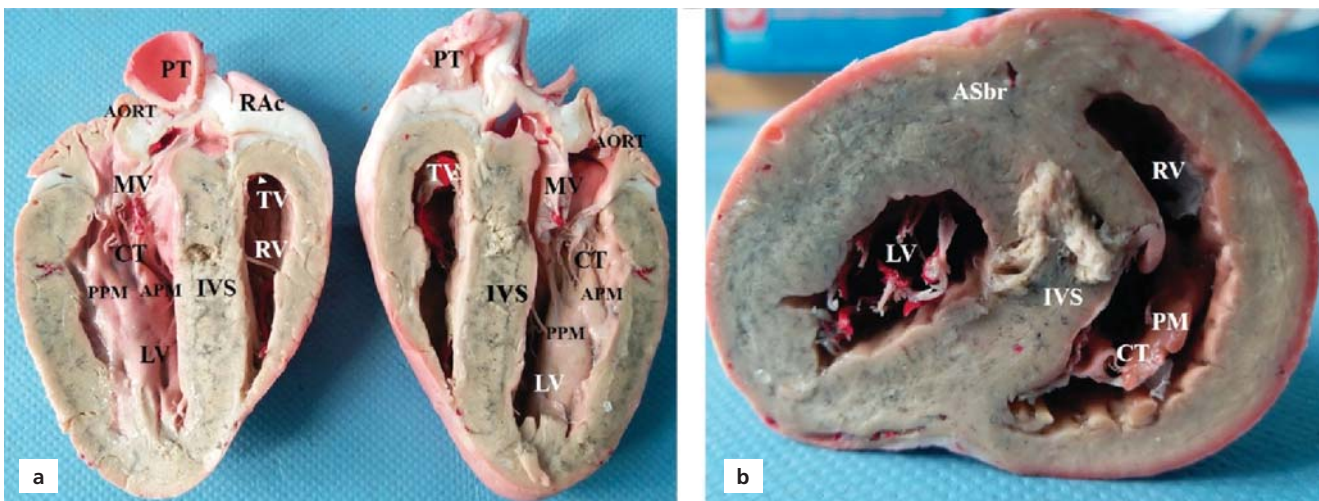 PT
RAc
AORT
MV
TV
CT
RV
PPM
APM
IVS
LV
a
PT
AORT
TV
MV
CT
IVS
APM
PPM
LV
ASbr
RV
LV
IVS
PM
CT
b